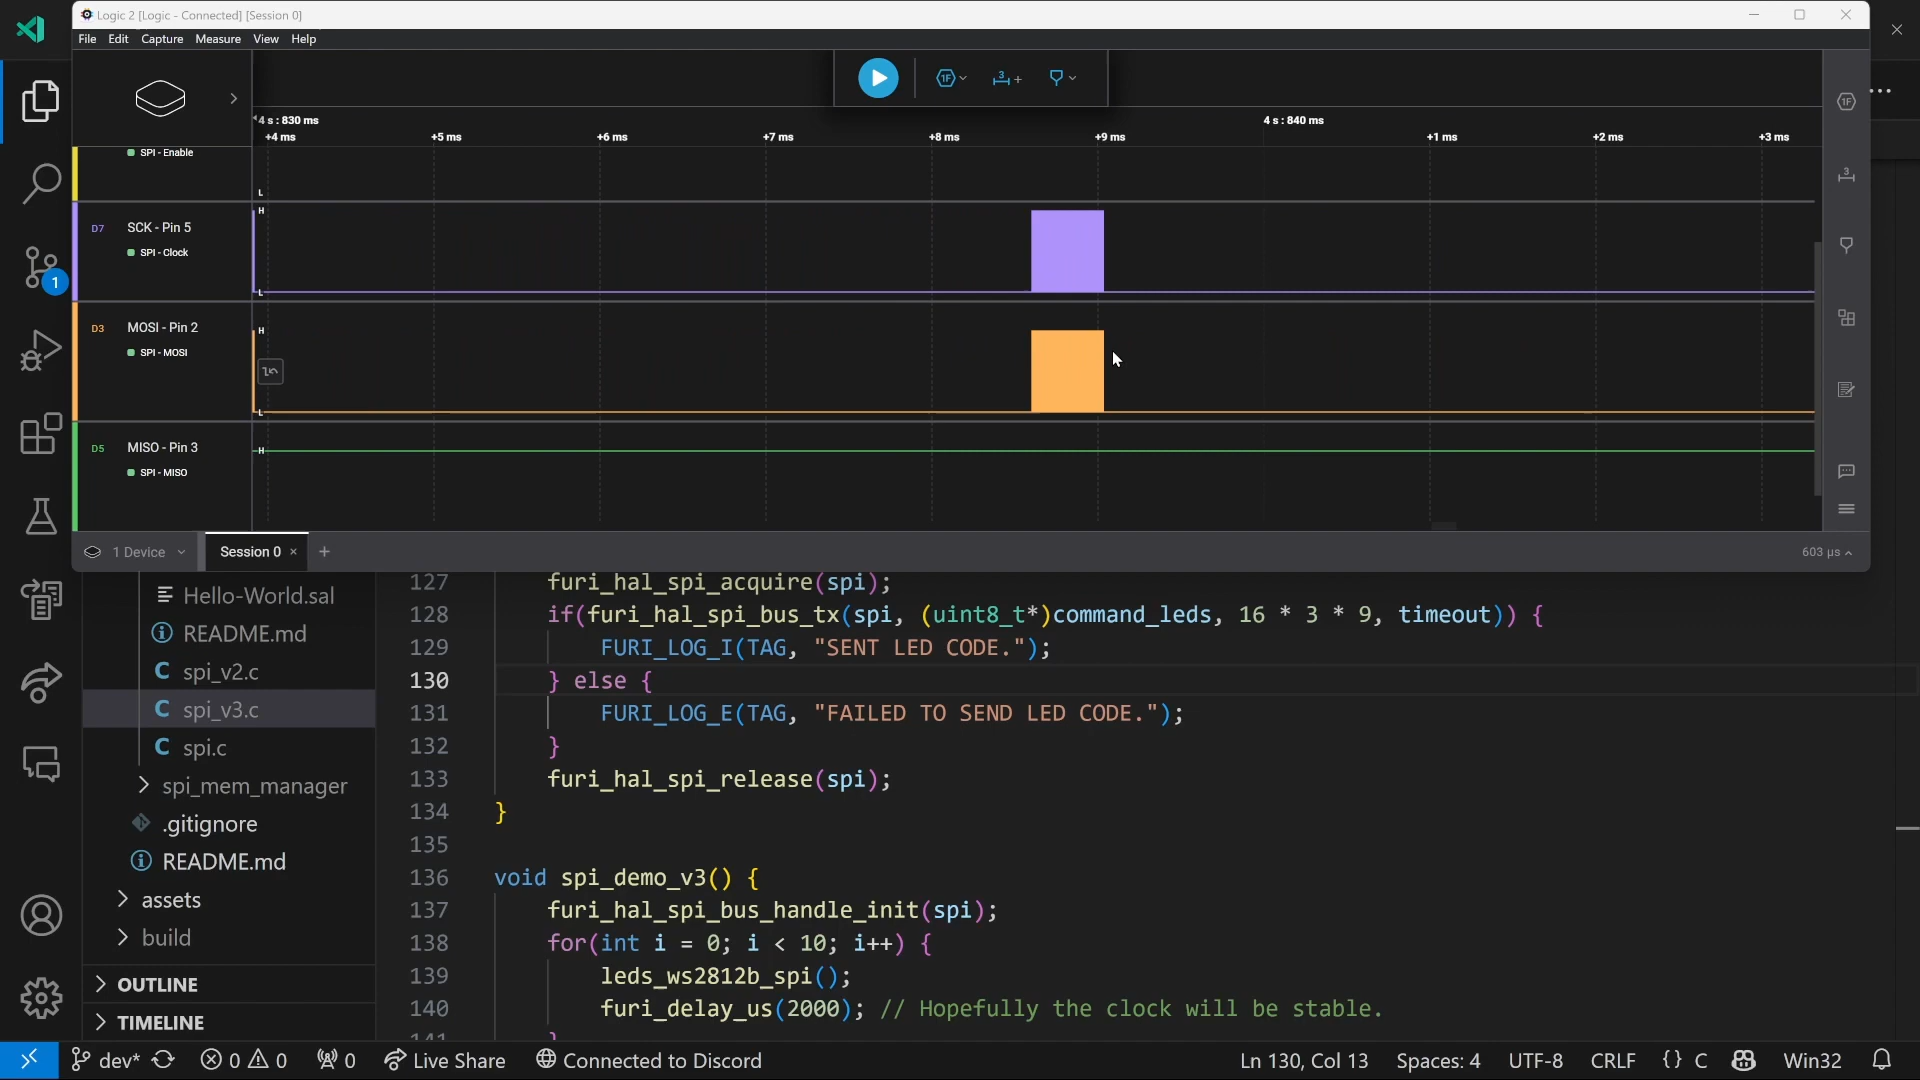 Logic 2 [Logic - Connected] [Session 0]
File Edit Capture Measure View Help
4 s : 830 ms
4 s : 840 ms
+4 ms +5 ms +6 ms +7 ms +8 ms +9 ms +1 ms +2 ms +3 ms
SPI - Enable
L
H
D7 SCK - Pin 5
SPI - Clock
L
H
D3 MOSI - Pin 2
SPI - MOSI
L
D5 MISO - Pin 3
H
SPI - MISO
1 Device
Session 0
603 µs
1
Hello-World.sal
README.md
C spi_v2.c
C spi_v3.c
C spi.c
spi_mem_manager
.gitignore
README.md
assets
build
OUTLINE
TIMELINE
127 furi_hal_spi_acquire(spi);
128 if(furi_hal_spi_bus_tx(spi, (uint8_t*)command_leds, 16 * 3 * 9, timeout)) {
129 FURI_LOG_I(TAG, "SENT LED CODE.");
130 } else {
131 FURI_LOG_E(TAG, "FAILED TO SEND LED CODE.");
132 }
133 furi_hal_spi_release(spi);
134 }
135
136 void spi_demo_v3() {
137 furi_hal_spi_bus_handle_init(spi);
138 for(int i = 0; i < 10; i++) {
139 leds_ws2812b_spi();
140 furi_delay_us(2000); // Hopefully the clock will be stable.
141 }
dev* 0 0 0 Live Share Connected to Discord Ln 130, Col 13 Spaces: 4 UTF-8 CRLF {} C Win32